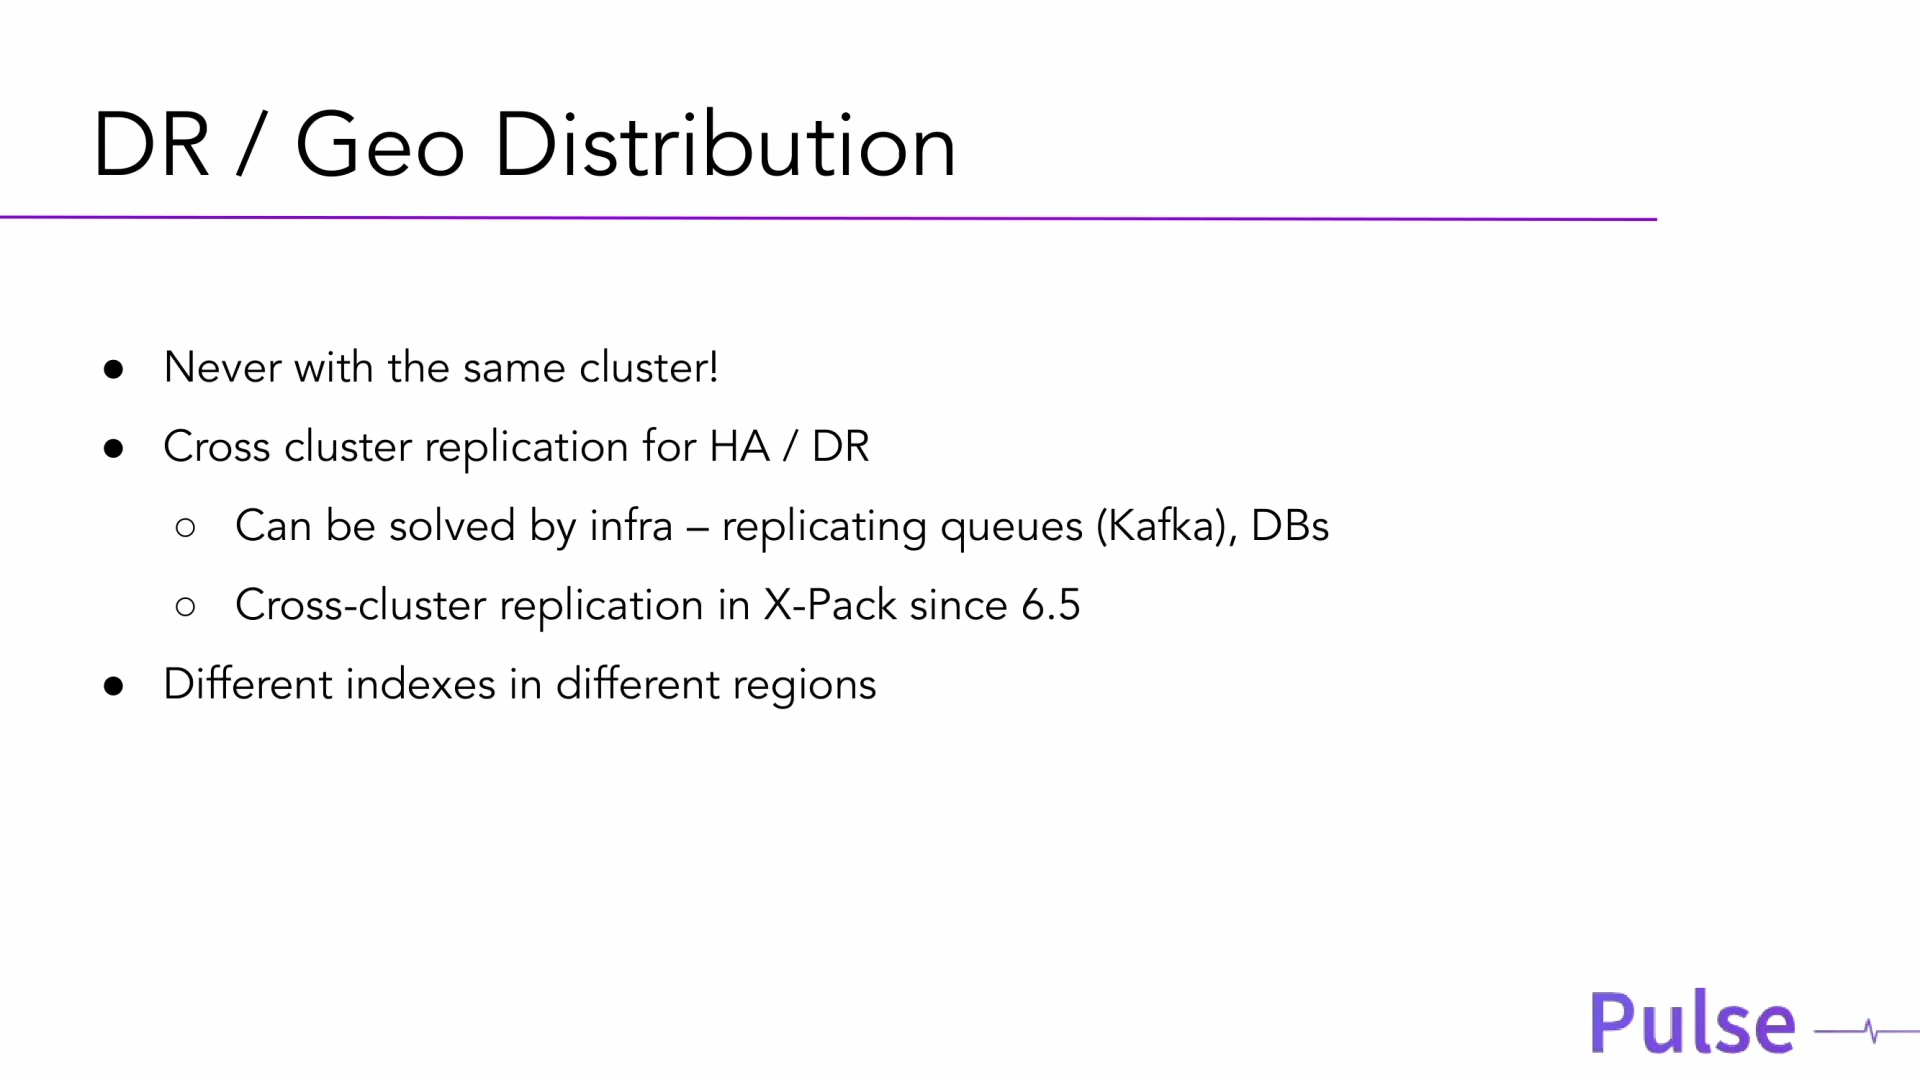 DR / Geo Distribution
● Never with the same cluster!
● Cross cluster replication for HA / DR
○ Can be solved by infra – replicating queues (Kafka), DBs
○ Cross-cluster replication in X-Pack since 6.5
● Different indexes in different regions
Pulse